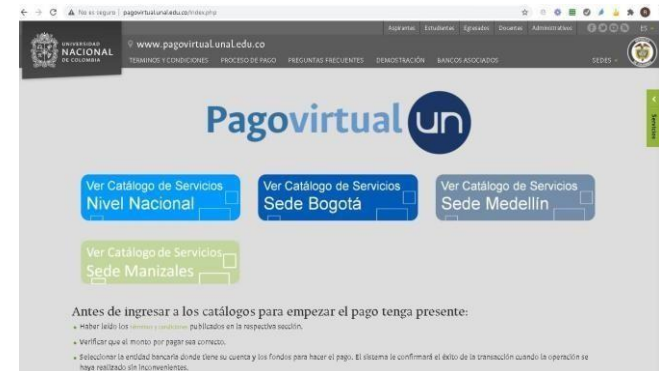 No es seguro | pagovirtual.unal.edu.co/index.php
Aspirantes Estudiantes Egresados Docentes Administrativos ES
UNIVERSIDAD
NACIONAL
DE COLOMBIA
www.pagovirtual.unal.edu.co
TERMINOS Y CONDICIONES PROCESO DE PAGO PREGUNTAS FRECUENTES DEMOSTRACIÓN BANCOS ASOCIADOS SEDES
Servicios
Pagovirtual un
Ver Catálogo de Servicios
Nivel Nacional
Ver Catálogo de Servicios
Sede Bogotá
Ver Catálogo de Servicios
Sede Medellín
Ver Catálogo de Servicios
Sede Manizales
Antes de ingresar a los catálogos para empezar el pago tenga presente:
Haber leído los términos y condiciones publicados en la respectiva sección.
Verificar que el monto por pagar sea correcto.
Seleccionar la entidad bancaria donde tiene su cuenta y los fondos para hacer el pago. El sistema le confirmará el éxito de la transacción cuando la operación se
haya realizado sin inconvenientes.